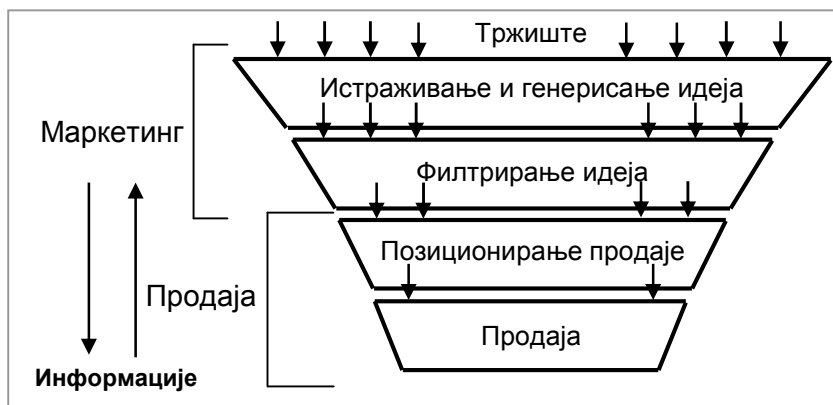 Тржиште
Истраживање и генерисање идеја
Маркетинг
Филтрирање идеја
Позиционирање продаје
Продаја
Продаја
Информације